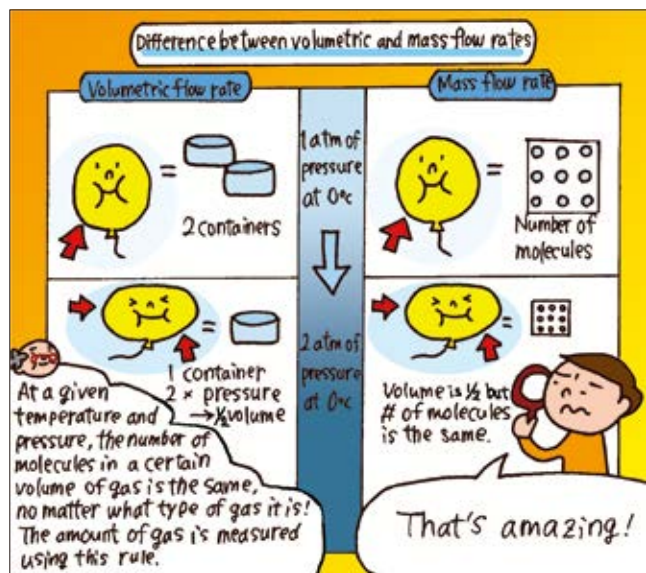 Difference between volumetric and mass flow rates
Volumetric flow rate
=
2 containers
1 atm of
pressure
at 0°C
Mass flow rate
=
Number of
molecules
=
1 container
2 × pressure
→ ½ volume
2 atm of
pressure
at 0°C
=
Volume is ½ but
# of molecules
is the same.
At a given
temperature and
pressure, the number of
molecules in a certain
volume of gas is the same,
no matter what type of gas it is!
The amount of gas is measured
using this rule.
That's amazing!